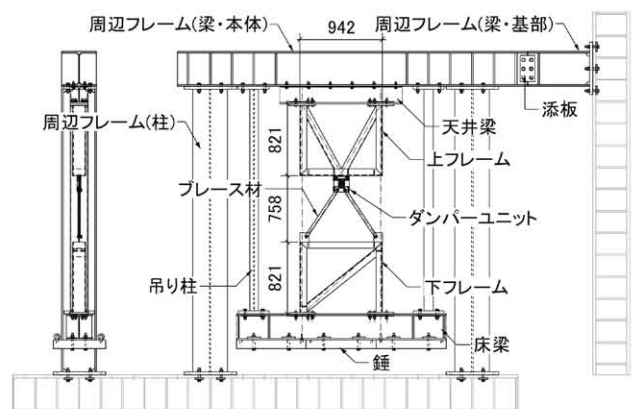 周辺フレーム(梁・本体)
942
周辺フレーム(梁・基部)
周辺フレーム(柱)
添板
天井梁
821
上フレーム
ブレース材
758
ダンパーユニット
吊り柱
821
下フレーム
床梁
錘